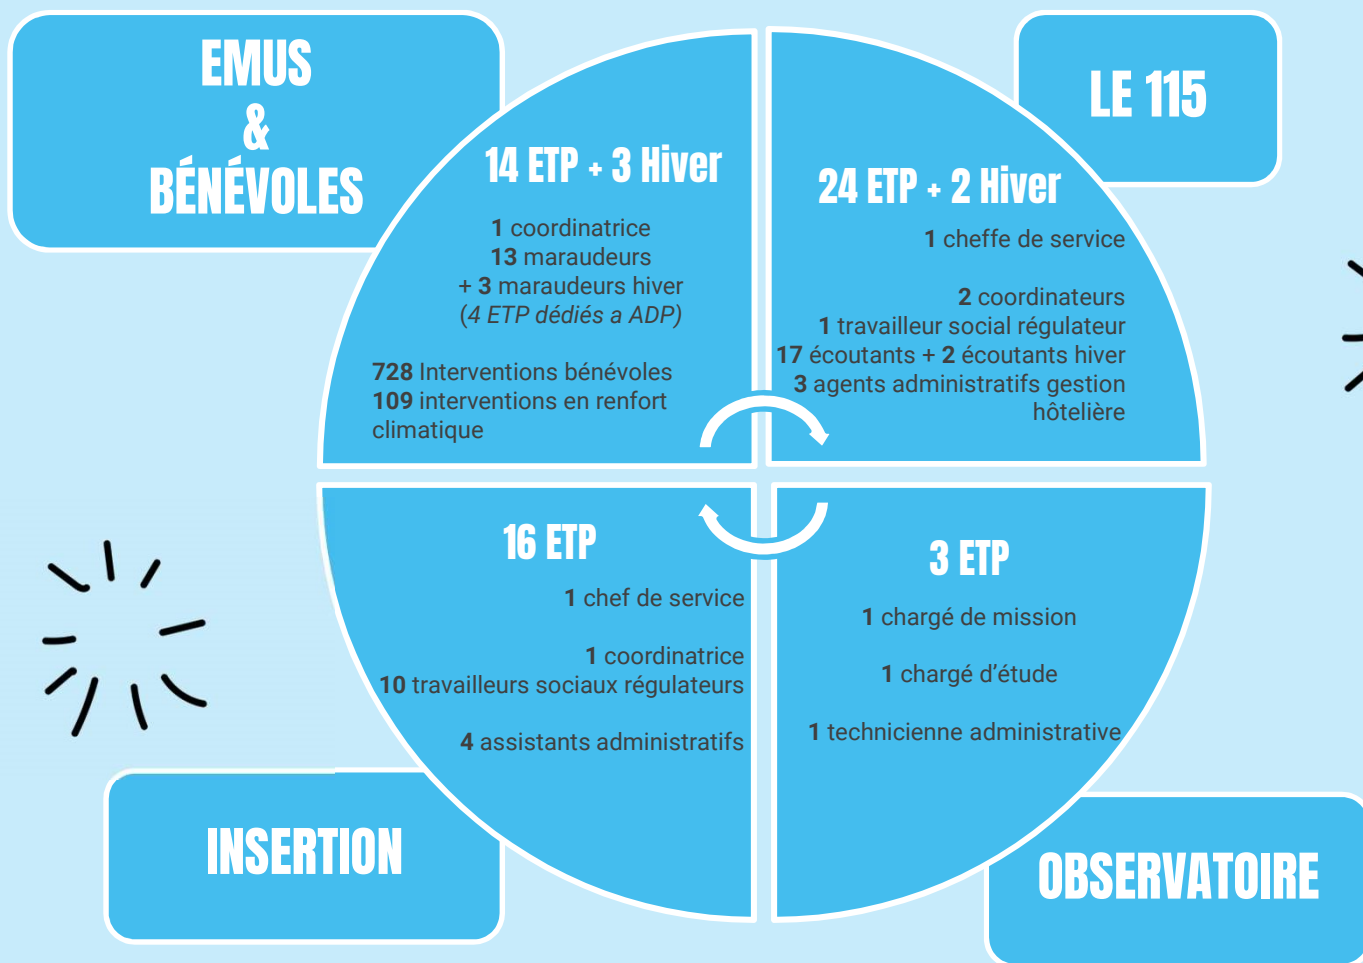 EMUS
&
BÉNÉVOLES
14 ETP + 3 Hiver
1 coordinatrice
13 maraudeurs
+ 3 maraudeurs hiver
(4 ETP dédiés a ADP)
728 Interventions bénévoles
109 interventions en renfort
climatique
LE 115
24 ETP + 2 Hiver
1 cheffe de service
2 coordinateurs
1 travailleur social régulateur
17 écoutants + 2 écoutants hiver
3 agents administratifs gestion
hôtelière
16 ETP
1 chef de service
1 coordinatrice
10 travailleurs sociaux régulateurs
4 assistants administratifs
INSERTION
3 ETP
1 chargé de mission
1 chargé d'étude
1 technicienne administrative
OBSERVATOIRE